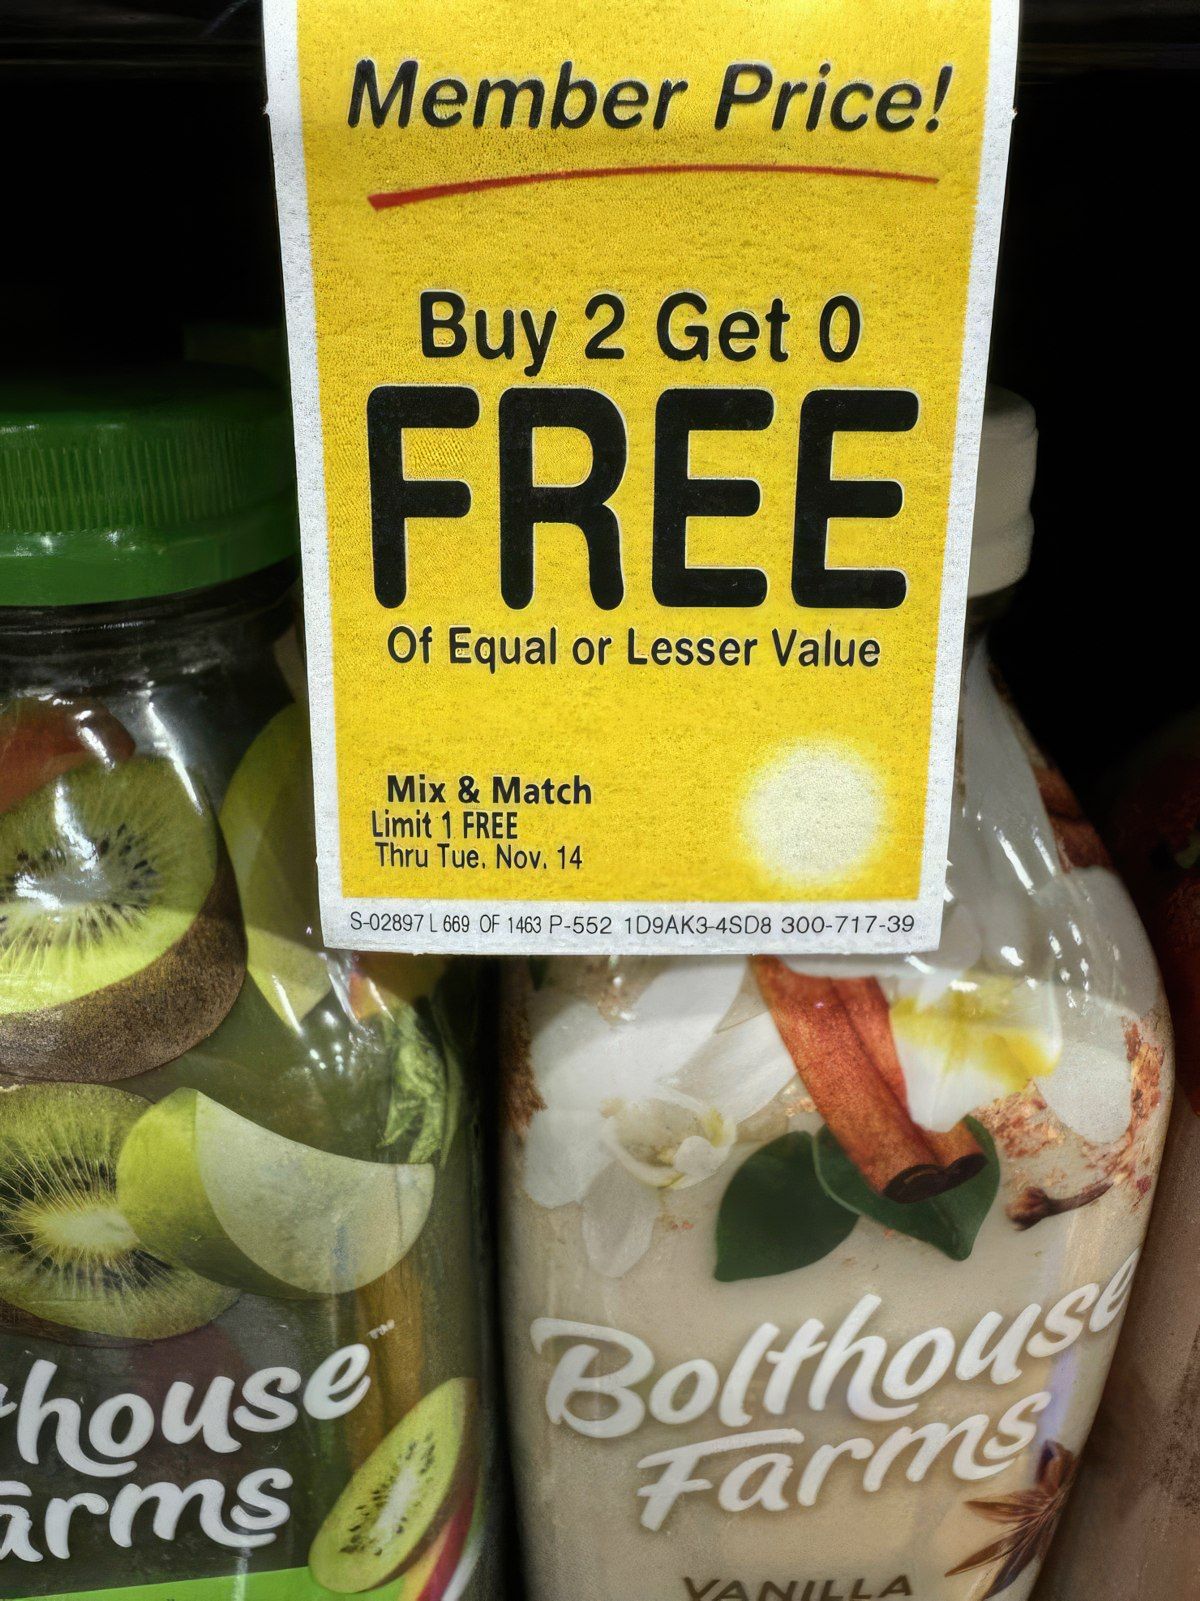 Member Price!
Buy 2 Get 0
FREE
Of Equal or Lesser Value
Mix & Match
Limit 1 FREE
Thru Tue. Nov. 14
S-02897 L 669 OF 1463 P-552 1D9AK3-4SD8 300-717-39
thouse™
arms
Bolthouse
Farms
VANILLA